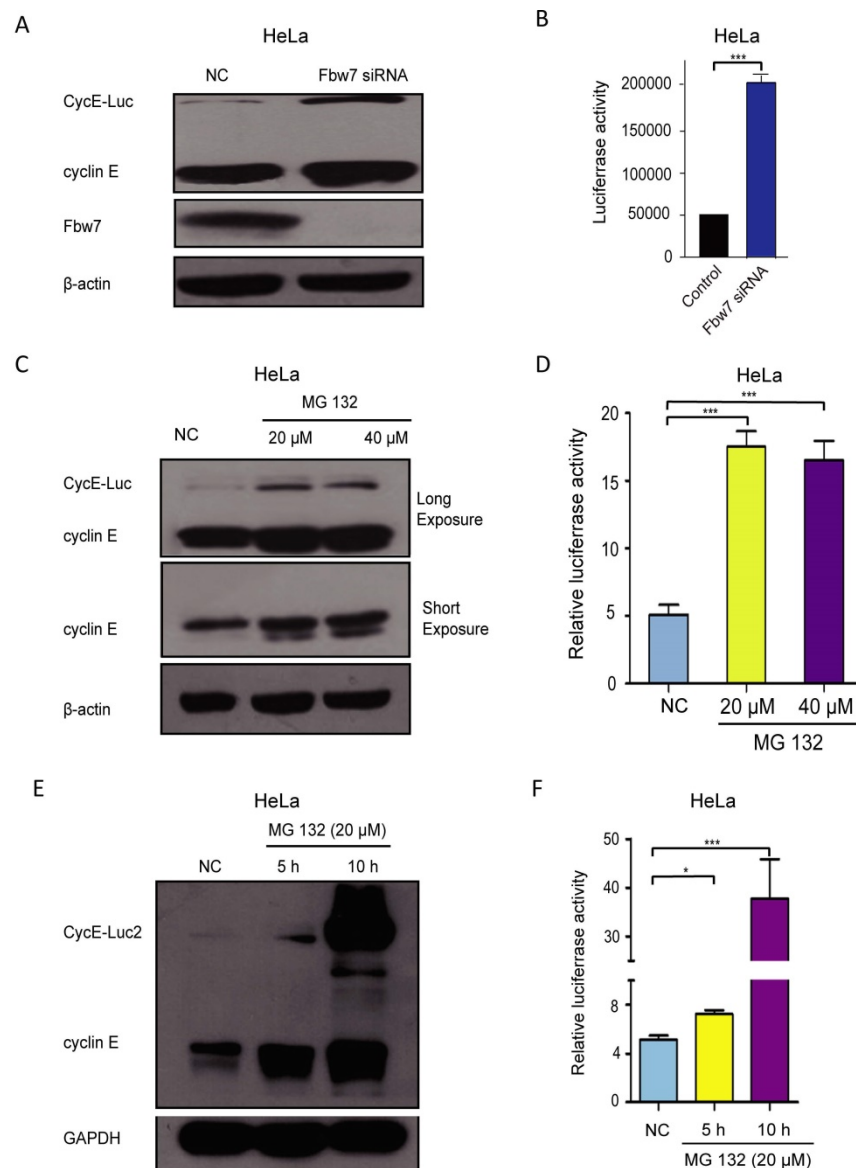 A
HeLa
NC Fbw7 siRNA
CycE-Luc
cyclin E
Fbw7
β-actin
B
HeLa
***
Luciferrase activity
200000
150000
100000
50000
0
Control
Fbw7 siRNA
C
HeLa
MG 132
NC 20 µM 40 µM
CycE-Luc
Long
Exposure
cyclin E
cyclin E
Short
Exposure
β-actin
D
HeLa
***
***
Relative luciferrase activity
20
15
10
5
0
NC 20 µM 40 µM
MG 132
E
HeLa
MG 132 (20 µM)
NC 5 h 10 h
CycE-Luc2
cyclin E
GAPDH
F
HeLa
***
*
Relative luciferrase activity
50
40
30
8
4
0
NC 5 h 10 h
MG 132 (20 µM)